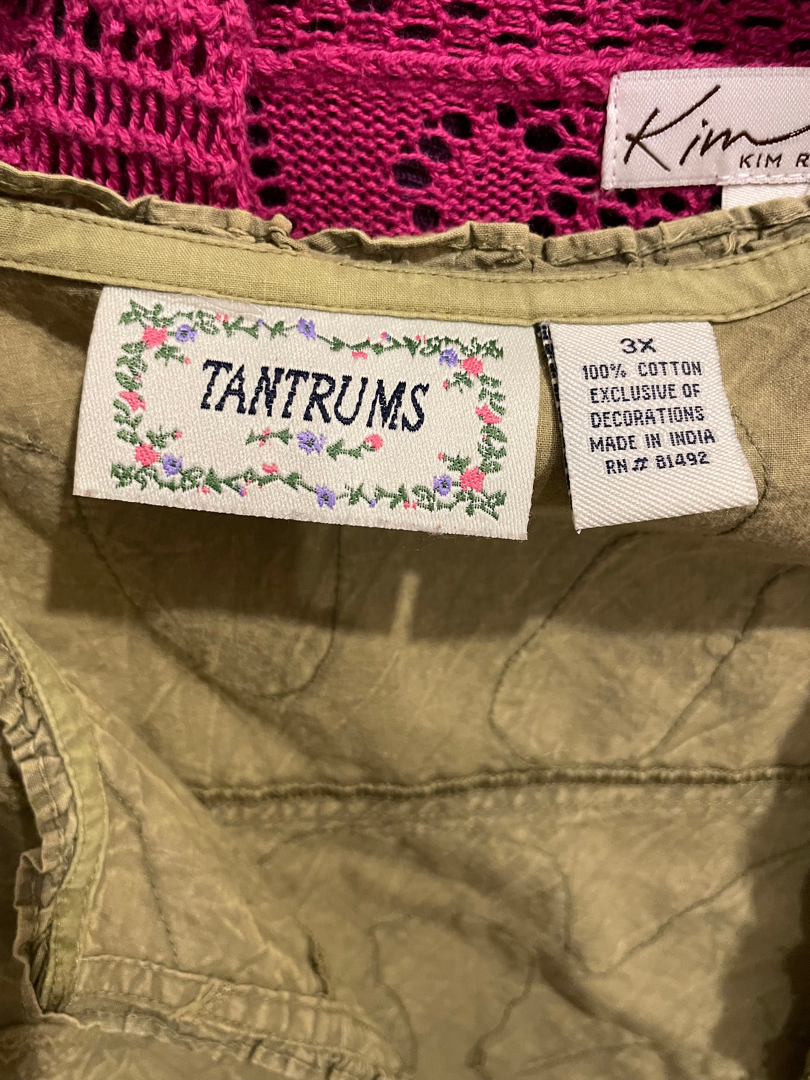 Kim
KIM R
TANTRUMS
3X
100% COTTON
EXCLUSIVE OF
DECORATIONS
MADE IN INDIA
RN # 81492